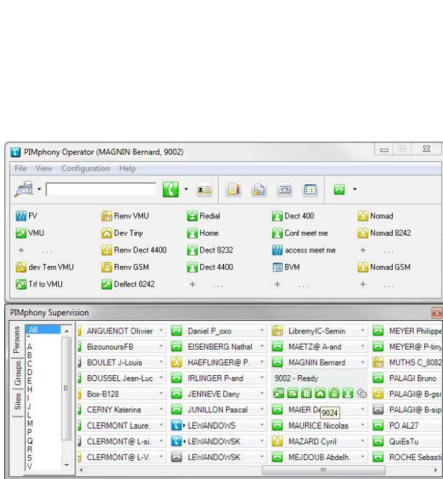 PIMphony Operator (MAGNIN Bernard, 9002)
File View Configuration Help
FV Renv VMU Redial Dect 400 Nomad
VMU Dev Tiny Home Conf meet me Nomad 8242
+ ... Renv Dect 4400 Dect 8232 access meet me + ...
dev Tem VMU Renv GSM Dect 4400 BVM Nomad GSM
Trf to VMU Deflect 8242 + ... + ...
PIMphony Supervision
Persons All ANGUENOT Olivier Daniel P_oxo LibremyIC-Semin MEYER Philippe
* BizounoursFB EISENBERG Nathal MAETZ@ A-and MEYER@ P-tiny
A BOULET J-Louis HAEFLINGER@ P. MAGNIN Bernard MUTHS C_8082
B
C
D BOUSSEL Jean-Luc IRLINGER P-and 9002 - Ready PALAGI Bruno
Groups E
H Box-B128 JENNEVE Dany PALAGI@ B-gsr
I
J CERNY Katerina JUNILLON Pascal MAIER De 9024 PALAGI@ B-sip
L
Sites M CLERMONT Laure. LEWANDOWS MAURICE Nicolas PO AL27
P
Q CLERMONT@ L-si. LEWANDOWSK MAZARD Cyril QuiEsTu
R
S CLERMONT@ L-V. LEWANDOWSK MEJDOUB Abdelh. ROCHE Sebasti
V